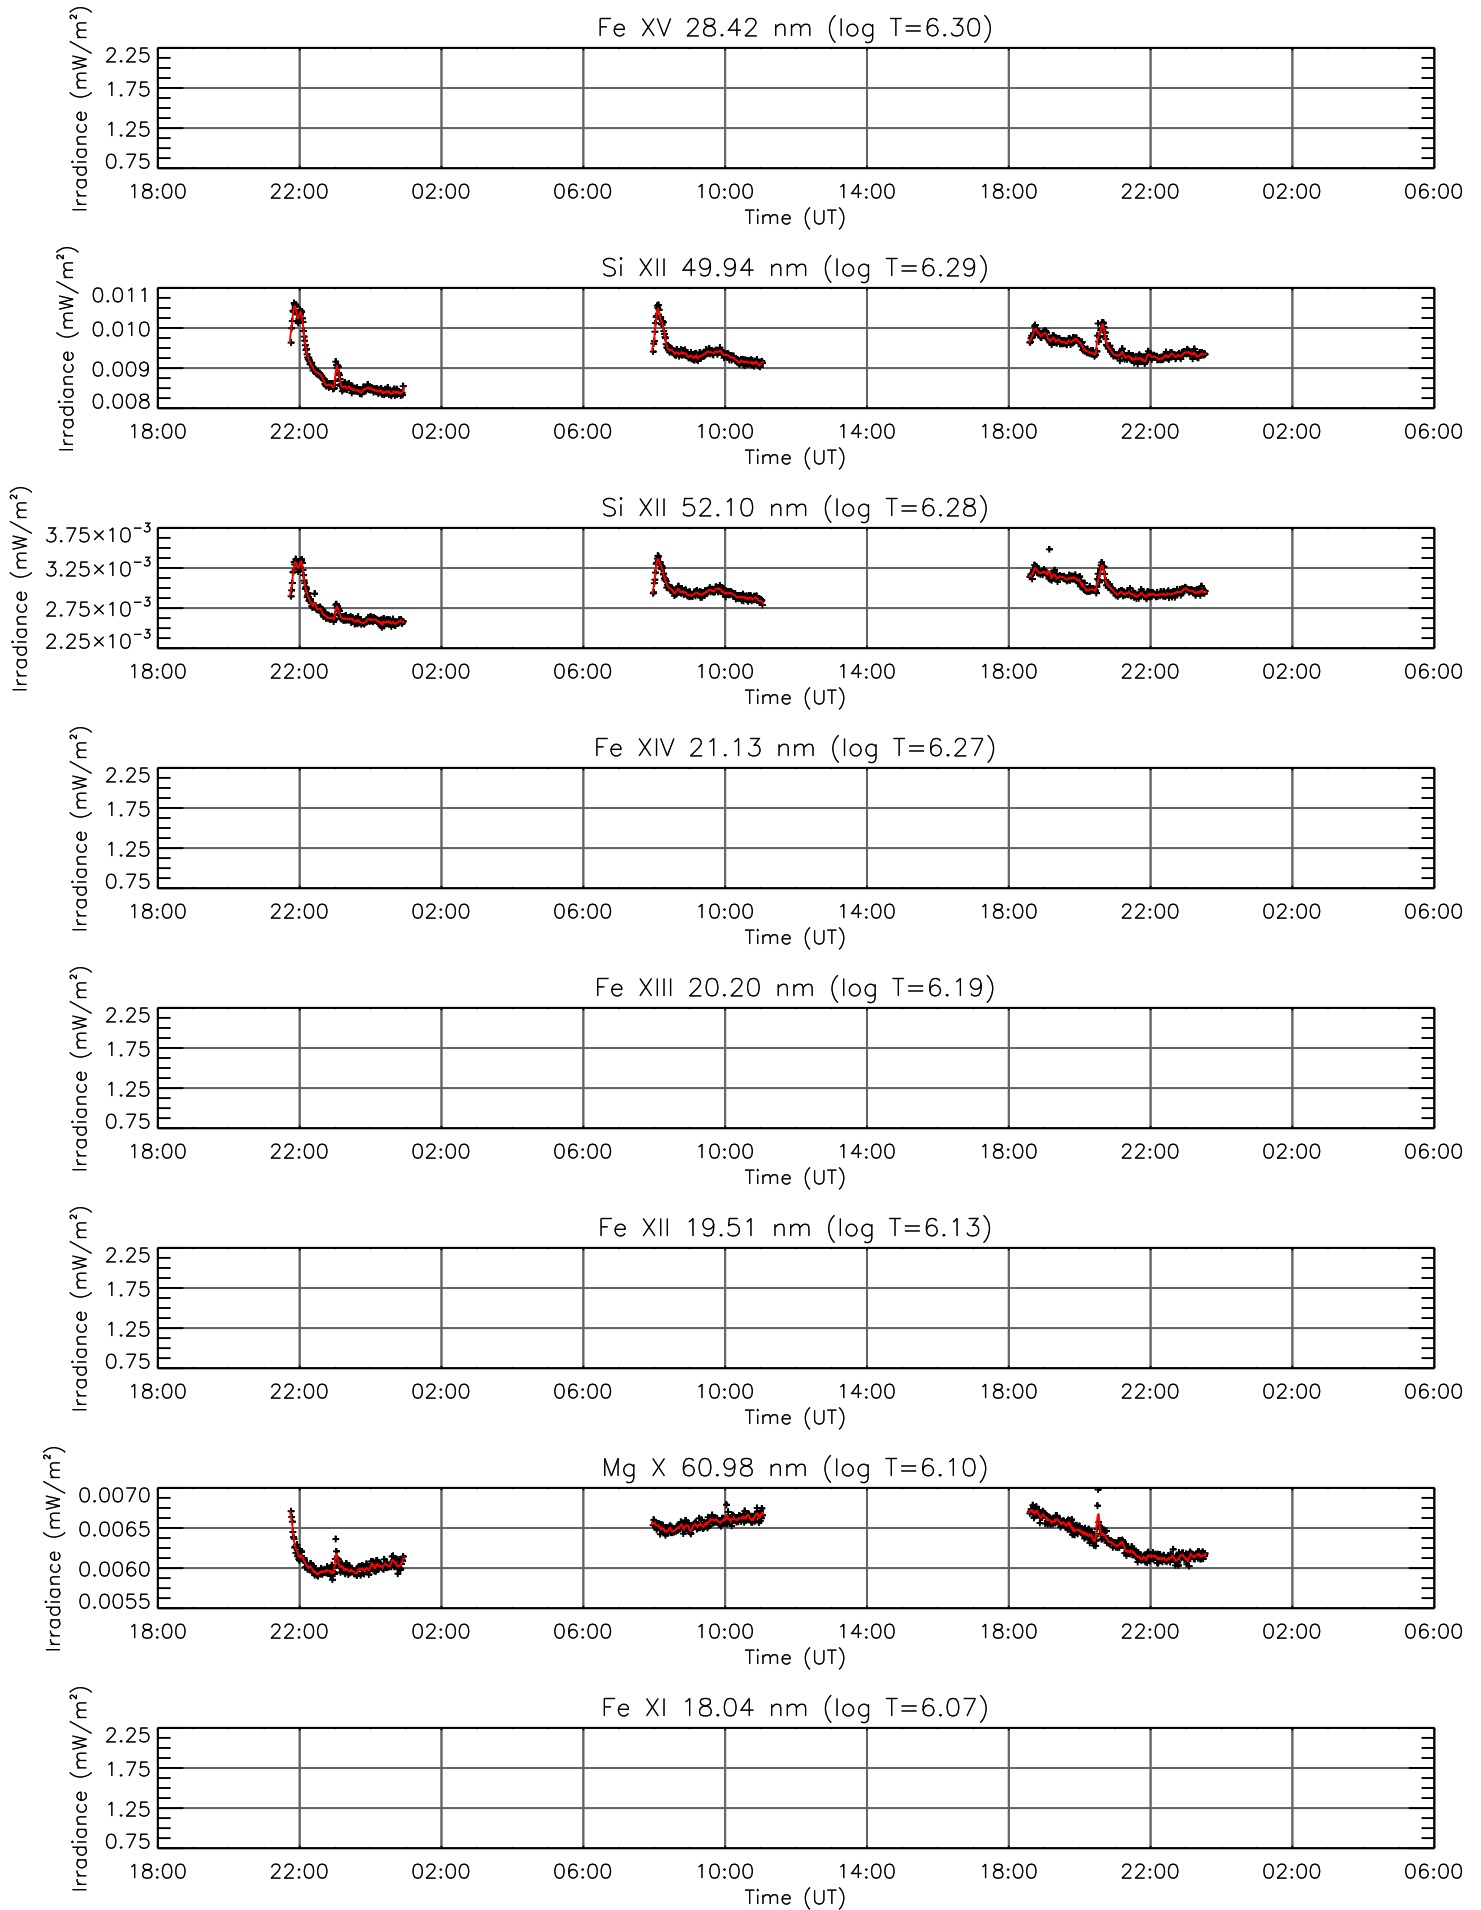 Fe XV 28.42 nm (log T=6.30)
Irradiance (mW/m²)
2.25
1.75
1.25
0.75
18:00 22:00 02:00 06:00 10:00 14:00 18:00 22:00 02:00 06:00
Time (UT)
Si XII 49.94 nm (log T=6.29)
Irradiance (mW/m²)
0.011
0.010
0.009
0.008
18:00 22:00 02:00 06:00 10:00 14:00 18:00 22:00 02:00 06:00
Time (UT)
Si XII 52.10 nm (log T=6.28)
Irradiance (mW/m²)
3.75×10⁻³
3.25×10⁻³
2.75×10⁻³
2.25×10⁻³
18:00 22:00 02:00 06:00 10:00 14:00 18:00 22:00 02:00 06:00
Time (UT)
Fe XIV 21.13 nm (log T=6.27)
Irradiance (mW/m²)
2.25
1.75
1.25
0.75
18:00 22:00 02:00 06:00 10:00 14:00 18:00 22:00 02:00 06:00
Time (UT)
Fe XIII 20.20 nm (log T=6.19)
Irradiance (mW/m²)
2.25
1.75
1.25
0.75
18:00 22:00 02:00 06:00 10:00 14:00 18:00 22:00 02:00 06:00
Time (UT)
Fe XII 19.51 nm (log T=6.13)
Irradiance (mW/m²)
2.25
1.75
1.25
0.75
18:00 22:00 02:00 06:00 10:00 14:00 18:00 22:00 02:00 06:00
Time (UT)
Mg X 60.98 nm (log T=6.10)
Irradiance (mW/m²)
0.0070
0.0065
0.0060
0.0055
18:00 22:00 02:00 06:00 10:00 14:00 18:00 22:00 02:00 06:00
Time (UT)
Fe XI 18.04 nm (log T=6.07)
Irradiance (mW/m²)
2.25
1.75
1.25
0.75
18:00 22:00 02:00 06:00 10:00 14:00 18:00 22:00 02:00 06:00
Time (UT)